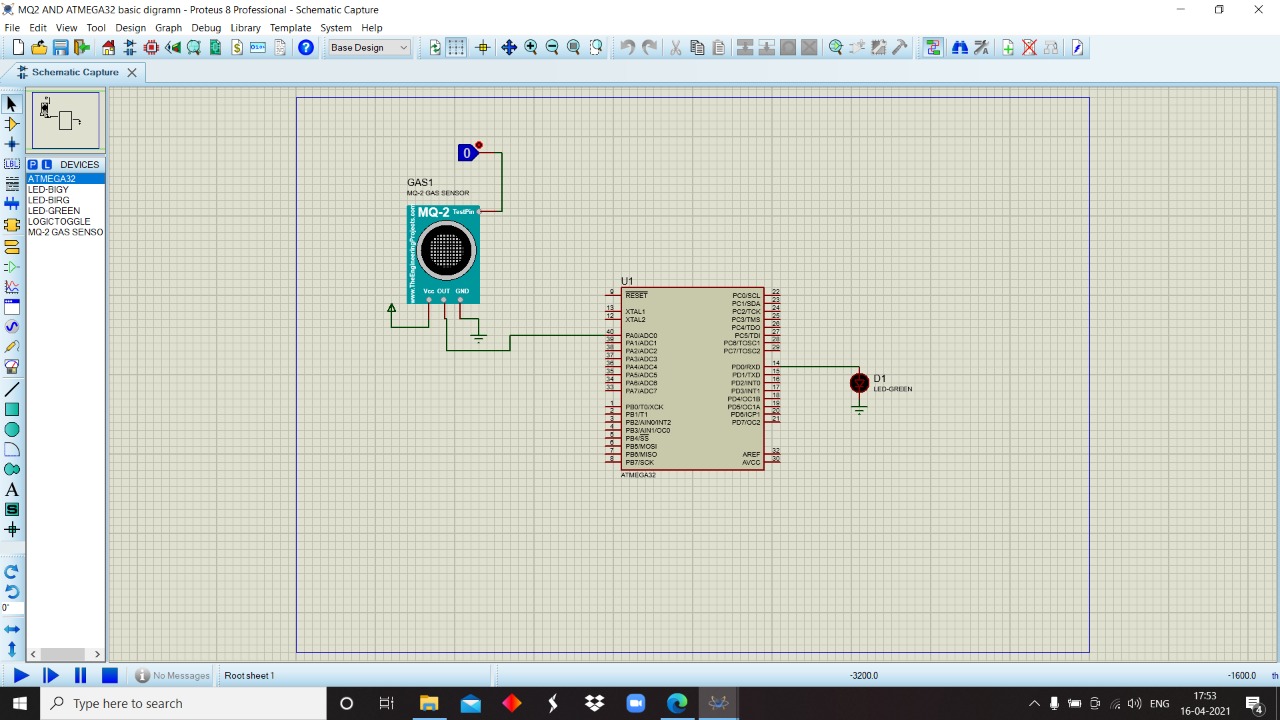 MQ2 AND ATMEGA32 basic digramn - Proteus 8 Professional - Schematic Capture
File Edit View Tool Design Graph Debug Library Template System Help
Base Design
Schematic Capture
P L DEVICES
ATMEGA32
LED-BIGY
LED-BIRG
LED-GREEN
LOGICTOGGLE
MQ-2 GAS SENSO
LBL
A
S
0°
0
GAS1
MQ-2 GAS SENSOR
MQ-2 TestPin
www.TheEngineeringProjects.com
Vcc OUT GND
U1
9 RESET PC0/SCL 22
PC1/SDA 23
13 XTAL1 PC2/TCK 24
12 XTAL2 PC3/TMS 25
PC4/TDO 26
40 PA0/ADC0 PC5/TDI 27
39 PA1/ADC1 PC6/TOSC1 28
38 PA2/ADC2 PC7/TOSC2 29
37 PA3/ADC3
36 PA4/ADC4 PD0/RXD 14
35 PA5/ADC5 PD1/TXD 15
34 PA6/ADC6 PD2/INT0 16
33 PA7/ADC7 PD3/INT1 17
PD4/OC1B 18
1 PB0/T0/XCK PD5/OC1A 19
2 PB1/T1 PD6/ICP1 20
3 PB2/AIN0/INT2 PD7/OC2 21
4 PB3/AIN1/OC0
5 PB4/SS
6 PB5/MOSI
7 PB6/MISO AREF 32
8 PB7/SCK AVCC 30
ATMEGA32
D1
LED-GREEN
No Messages
Root sheet 1
-3200.0
-1600.0
th
Type here to search
ENG
17:53
16-04-2021
4